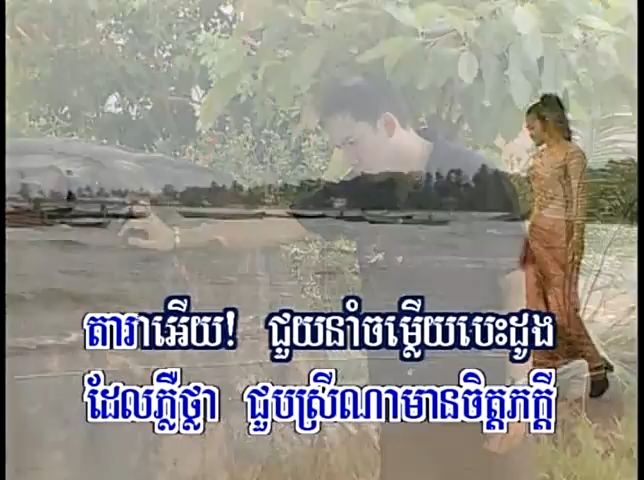 តារាអើយ! ជួយនាំចម្លើយបេះដូង
ដែលភ្លឺថ្លា ជួបស្រីណាមានចិត្តភក្តី